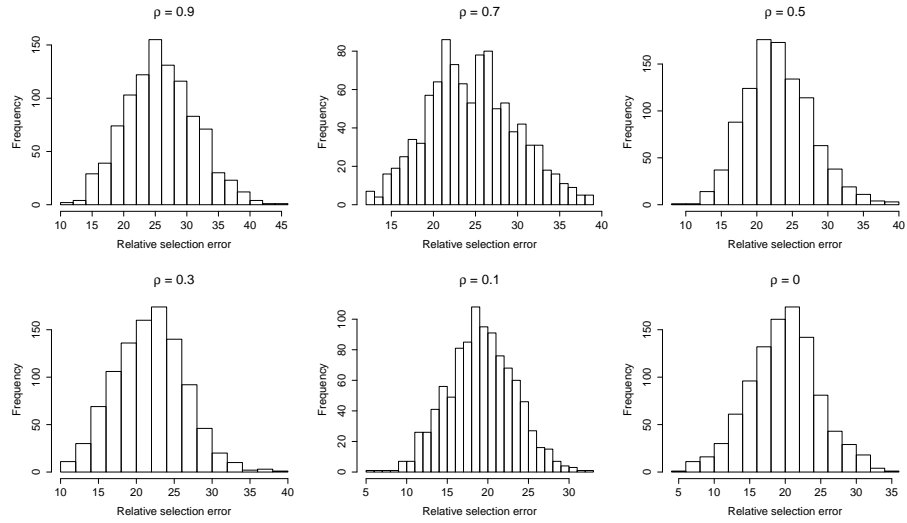 ρ = 0.9
Frequency
0 50 100 150
10 15 20 25 30 35 40 45
Relative selection error
ρ = 0.7
Frequency
0 20 40 60 80
15 20 25 30 35 40
Relative selection error
ρ = 0.5
Frequency
0 50 100 150
10 15 20 25 30 35 40
Relative selection error
ρ = 0.3
Frequency
0 50 100 150
10 15 20 25 30 35 40
Relative selection error
ρ = 0.1
Frequency
0 20 40 60 80 100
5 10 15 20 25 30
Relative selection error
ρ = 0
Frequency
0 50 100 150
5 10 15 20 25 30 35
Relative selection error